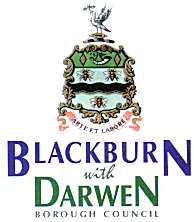 ARTE ET LABORE
BLACKBURN
with
DARWEN
BOROUGH COUNCIL